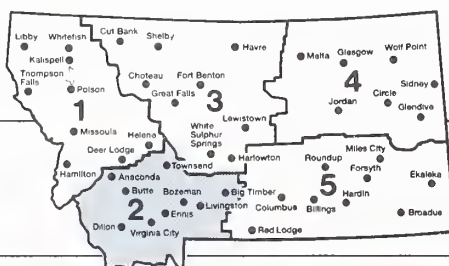 Libby
Whitefish
Kalispell
Thompson
Falls
Polson
1
Missoula
Deer Lodge
Helena
Hamilton
Cut Bank
Shelby
Havre
Choteau
Fort Benton
Great Falls
3
Lewistown
White
Sulphur
Springs
Harlowton
Malta
Glasgow
Wolf Point
4
Sidney
Jordan
Circle
Glendive
Townsend
Anaconda
Butte
Bozeman
Big Timber
2
Livingston
Ennis
Dillon
Virginia City
Miles City
Roundup
Forsyth
5
Ekalaka
Columbus
Billings
Hardin
Broadus
Red Lodge